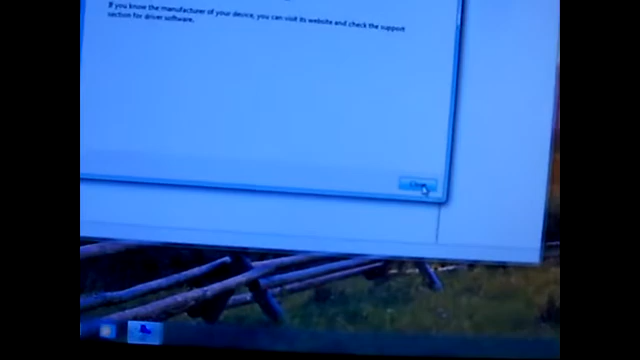 If you know the manufacturer of your device, you can visit its website and check the support
section for driver software.
Close